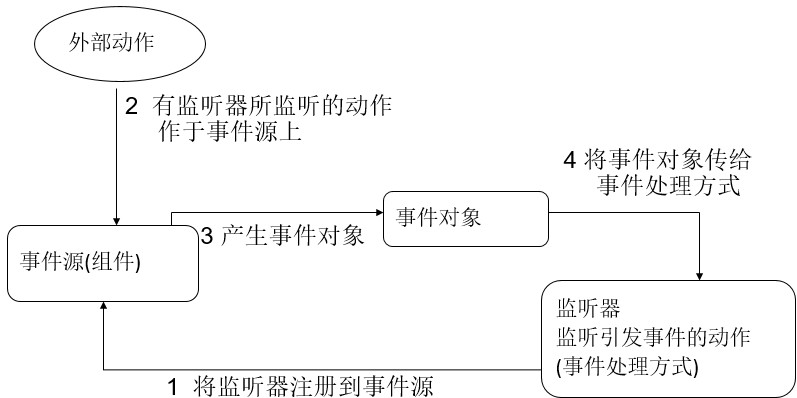 外部动作
2 有监听器所监听的动作
作于事件源上
4 将事件对象传给
事件处理方式
事件对象
3 产生事件对象
事件源(组件)
监听器
监听引发事件的动作
(事件处理方式)
1 将监听器注册到事件源